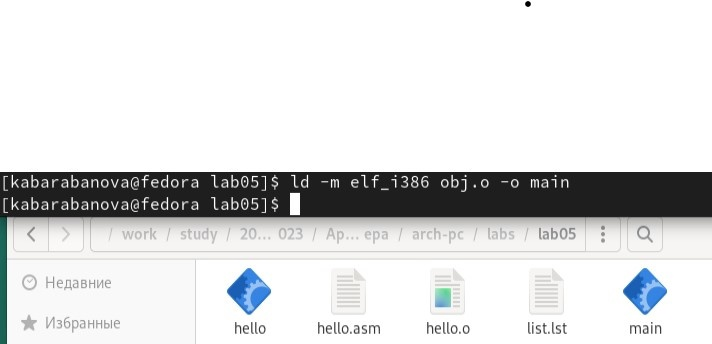 [kabarabanova@fedora lab05]$ ld -m elf_i386 obj.o -o main
[kabarabanova@fedora lab05]$
/ work / study / 20... 023 / Ap... ера / arch-pc / labs / lab05
Недавние
Избранные
hello hello.asm hello.o list.lst main